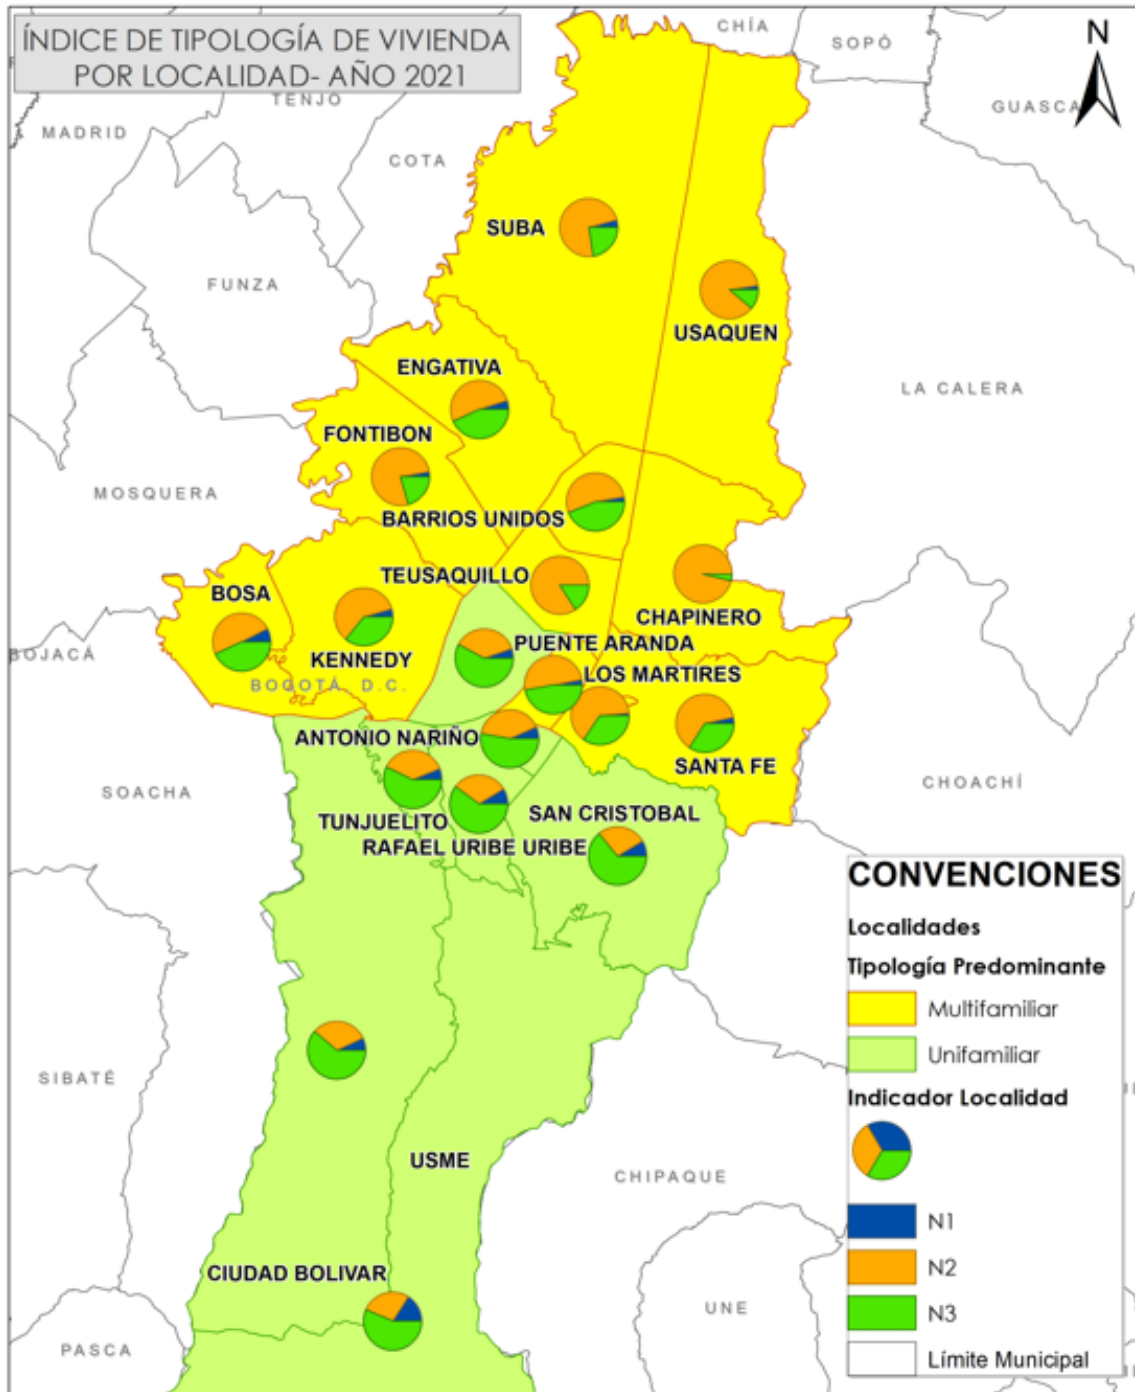 ÍNDICE DE TIPOLOGÍA DE VIVIENDA
POR LOCALIDAD- AÑO 2021
CHÍA
SOPÓ
N
TENJO
GUASCA
MADRID
COTA
SUBA
FUNZA
USAQUEN
ENGATIVA
LA CALERA
FONTIBON
MOSQUERA
BARRIOS UNIDOS
TEUSAQUILLO
BOSA
CHAPINERO
PUENTE ARANDA
BOJACÁ
KENNEDY
LOS MARTIRES
BOGOTÁ, D.C.
ANTONIO NARIÑO
SANTA FE
CHOACHÍ
SOACHA
SAN CRISTOBAL
TUNJUELITO
RAFAEL URIBE URIBE
CONVENCIONES
Localidades
Tipología Predominante
Multifamiliar
Unifamiliar
Indicador Localidad
N1
N2
N3
Límite Municipal
SIBATÉ
USME
CHIPAQUE
CIUDAD BOLIVAR
UNE
PASCA